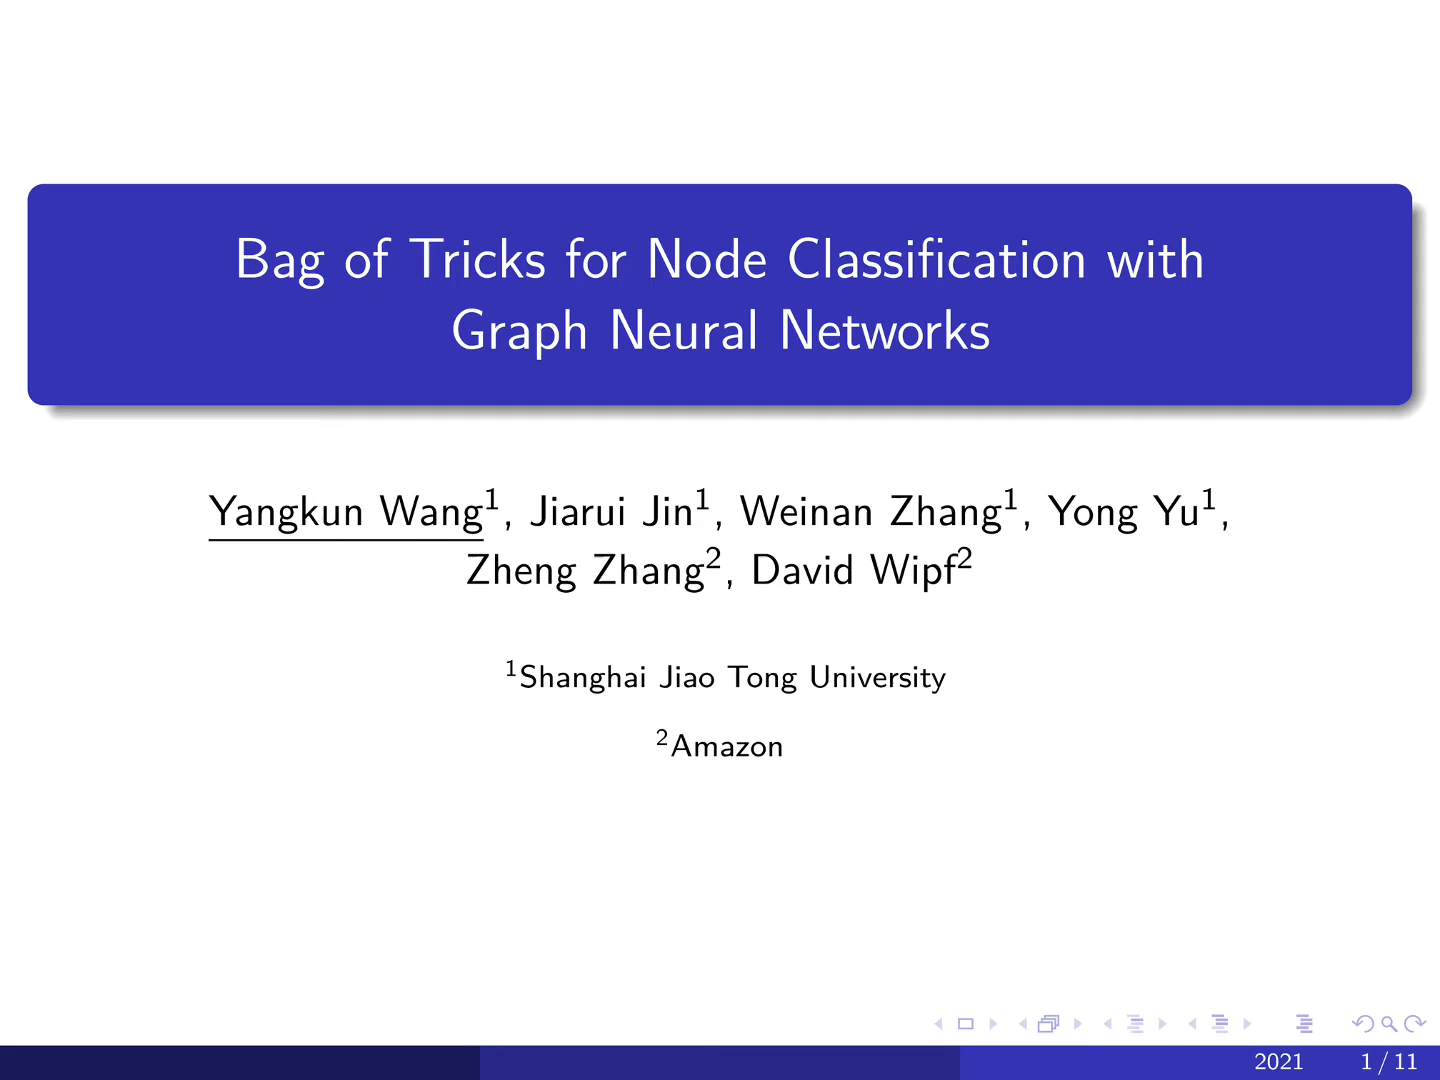 Bag of Tricks for Node Classification with
Graph Neural Networks
Yangkun Wang¹, Jiarui Jin¹, Weinan Zhang¹, Yong Yu¹,
Zheng Zhang², David Wipf²
¹Shanghai Jiao Tong University
²Amazon
2021 1 / 11